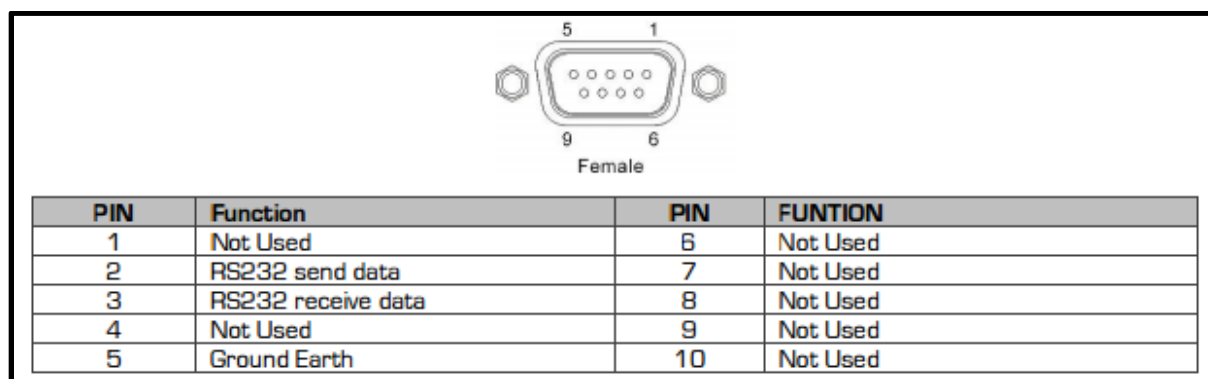 5 1
9 6
Female
PIN Function PIN FUNTION
1 Not Used 6 Not Used
2 RS232 send data 7 Not Used
3 RS232 receive data 8 Not Used
4 Not Used 9 Not Used
5 Ground Earth 10 Not Used